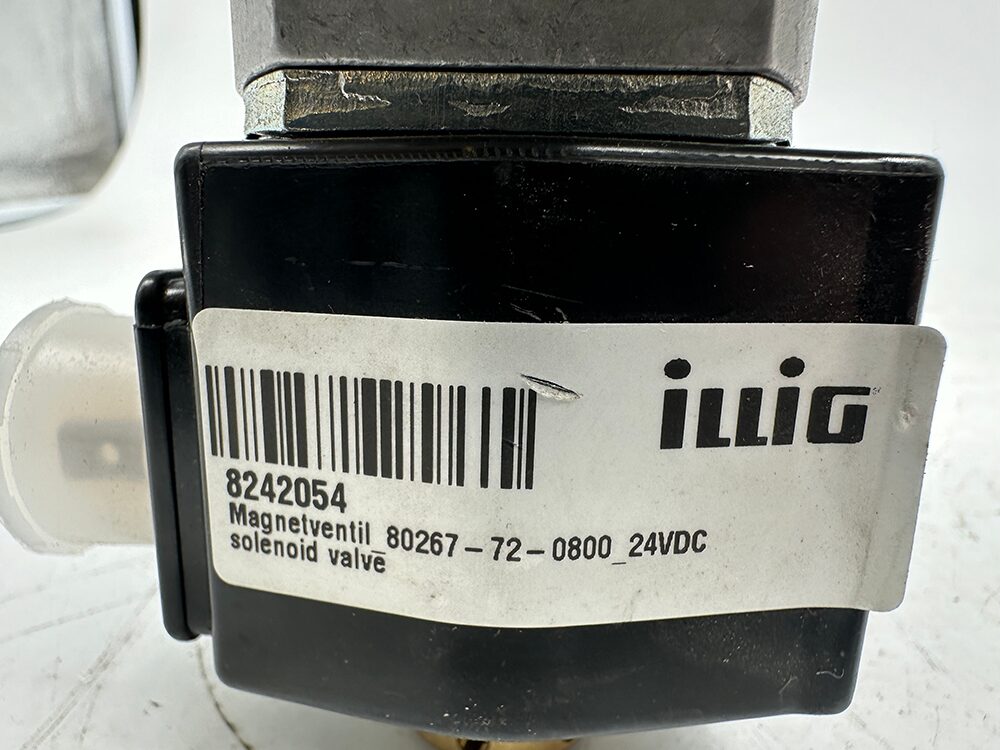 iLLiG
8242054
Magnetventil_80267-72-0800_24VDC
solenoid valve